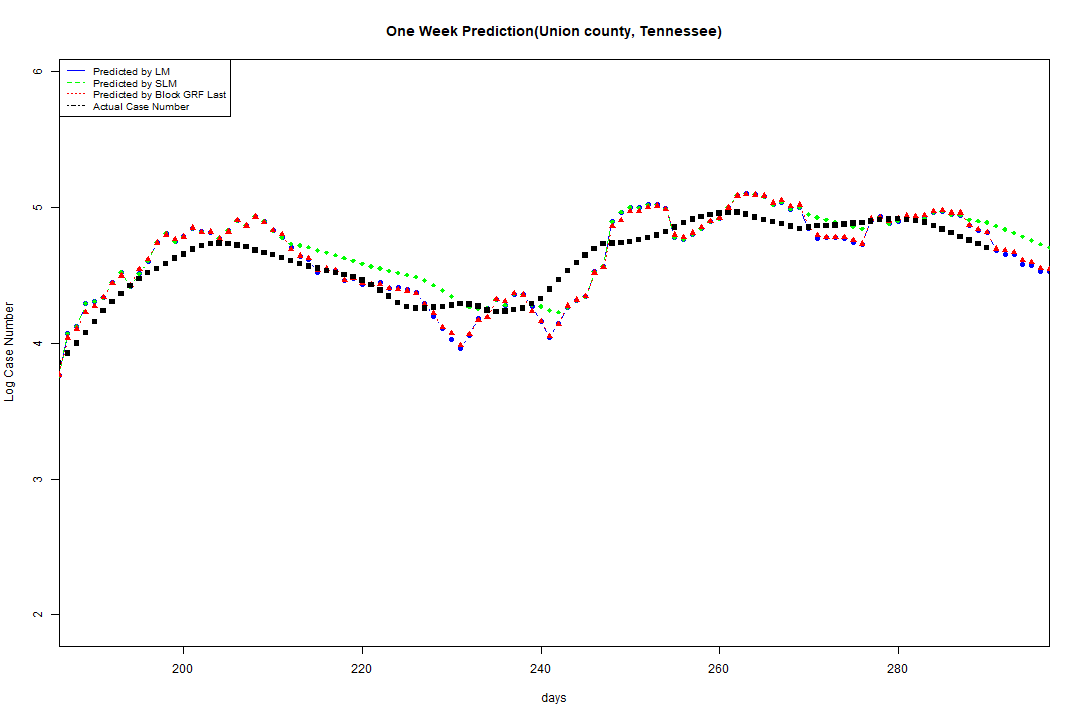 One Week Prediction(Union county, Tennessee)
Predicted by LM
Predicted by SLM
Predicted by Block GRF Last
Actual Case Number
6
5
4
3
2
Log Case Number
200 220 240 260 280
days